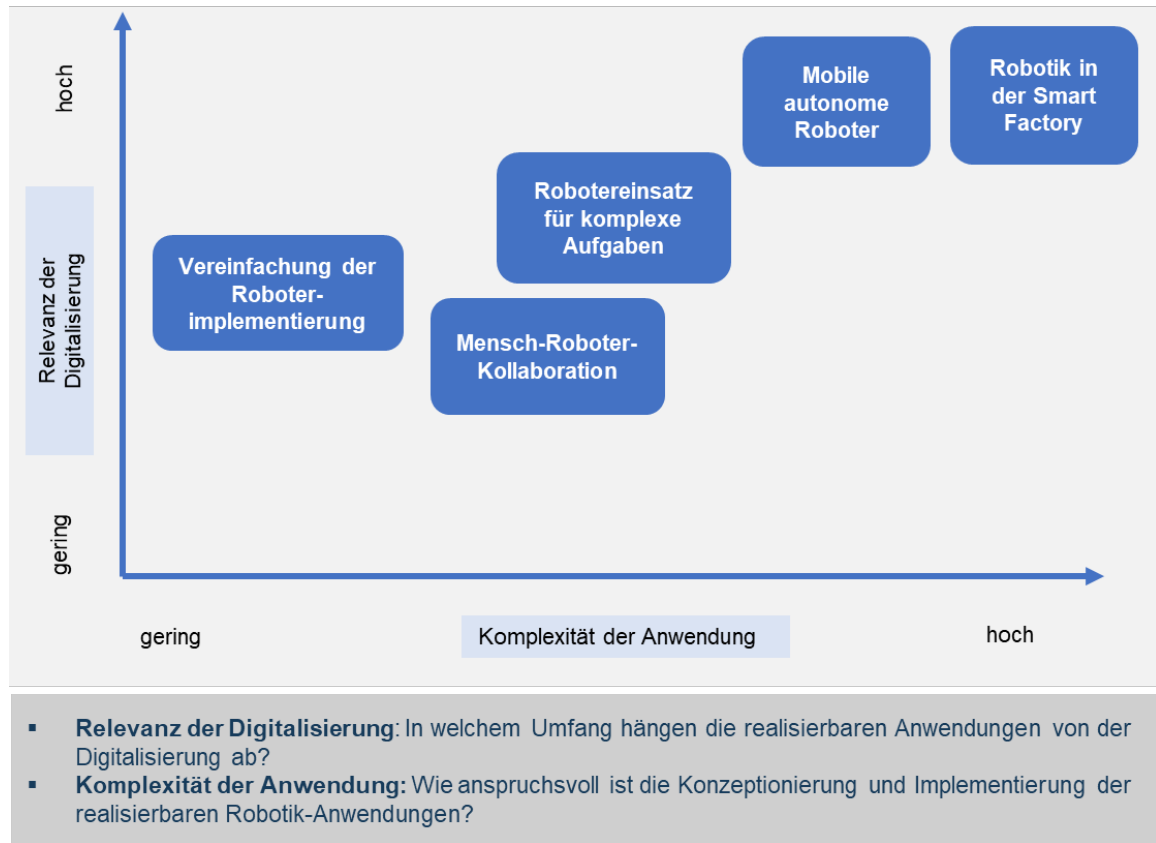 hoch
Mobile
autonome
Roboter
Robotik in
der Smart
Factory
Robotereinsatz
für komplexe
Aufgaben
Vereinfachung der
Roboter-
implementierung
Mensch-Roboter-
Kollaboration
Relevanz der
Digitalisierung
gering
gering
Komplexität der Anwendung
hoch
▪ Relevanz der Digitalisierung: In welchem Umfang hängen die realisierbaren Anwendungen von der
Digitalisierung ab?
▪ Komplexität der Anwendung: Wie anspruchsvoll ist die Konzeptionierung und Implementierung der
realisierbaren Robotik-Anwendungen?